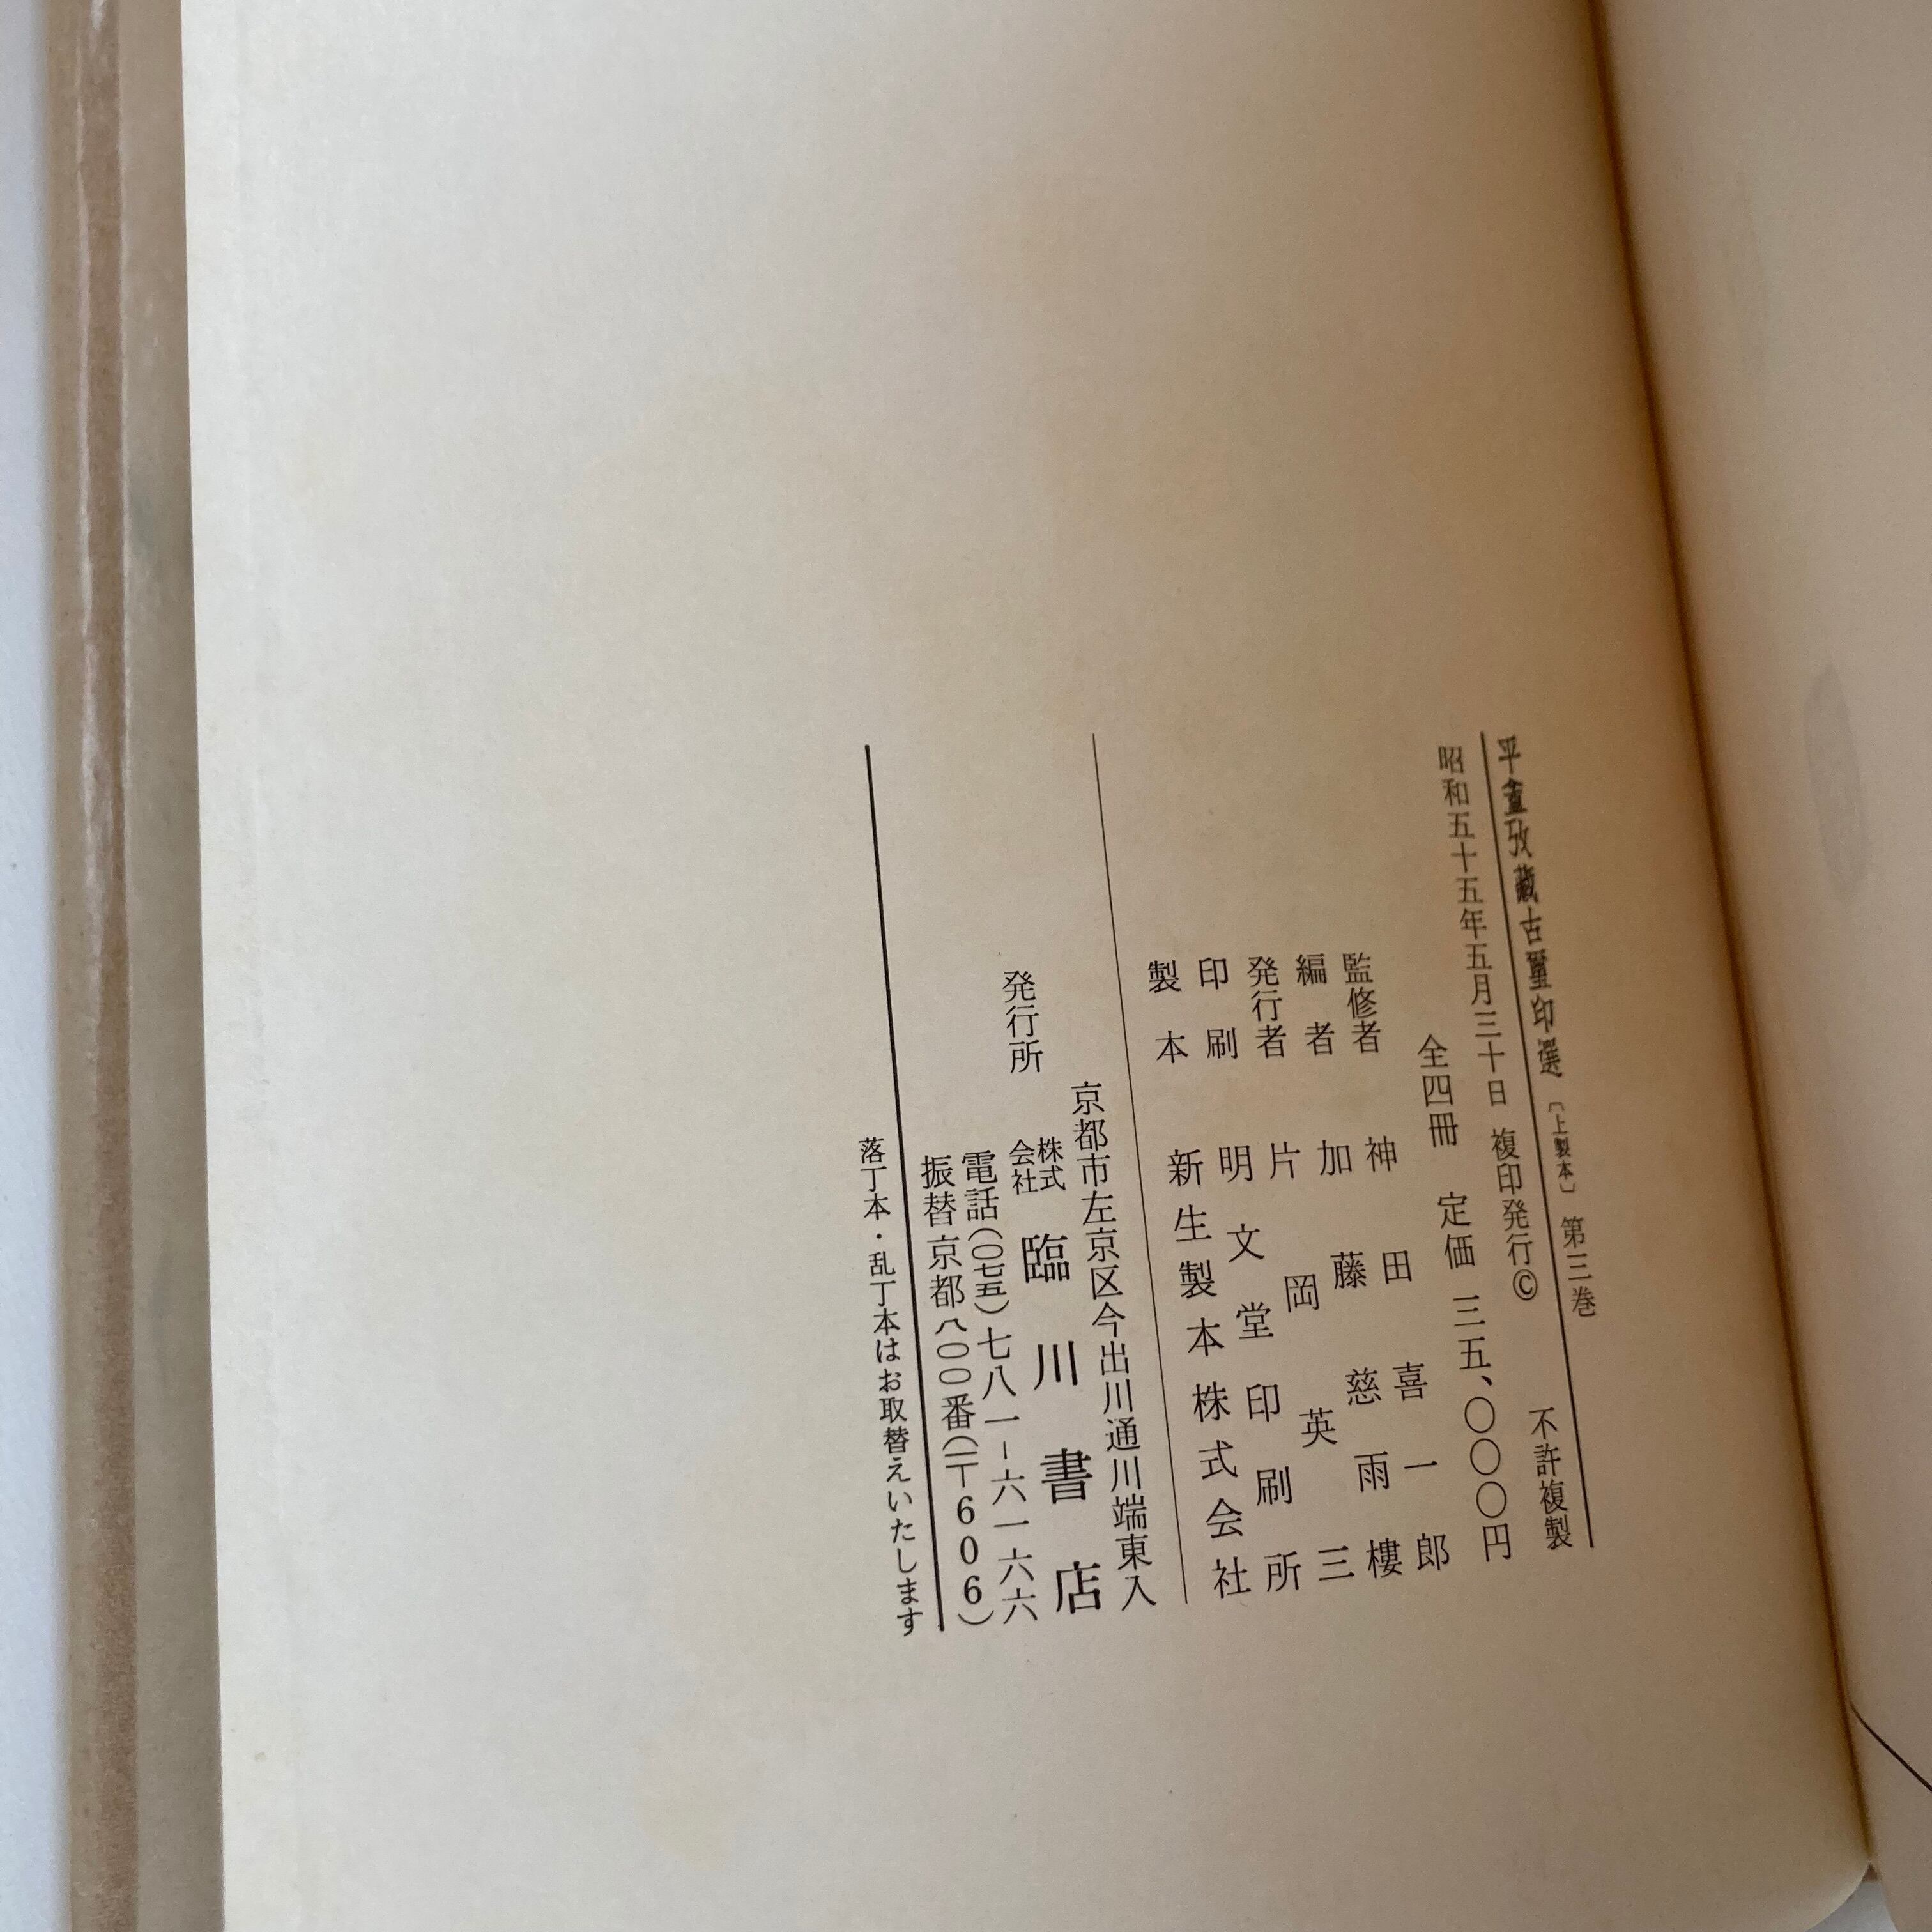 平盦攷藏古璽印選〔上製本〕 第三巻
昭和五十五年五月三十日 複印発行© 不許複製
全四冊 定価 三五、〇〇〇円
監修者 神田喜一郎
編者 加藤慈雨樓
発行者 片岡英三
印刷 明文堂印刷所
製本 新生製本株式会社
京都市左京区今出川通川端東入
発行所 株式会社 臨川書店
電話(〇七五)七八一-六一六六
振替京都八〇〇番(〒606)
落丁本・乱丁本はお取替えいたします